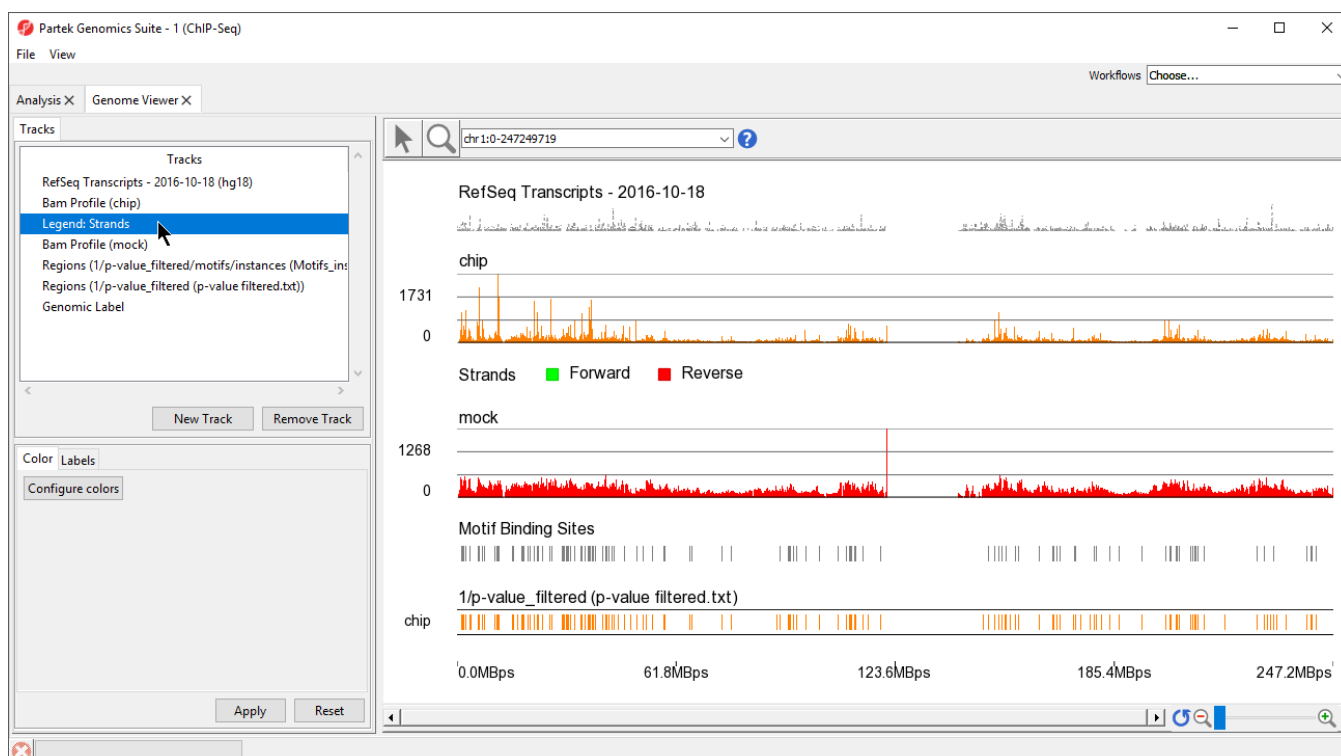 Partek Genomics Suite - 1 (ChIP-Seq)
File View
Workflows Choose...
Analysis Genome Viewer
Tracks
Tracks
RefSeq Transcripts - 2016-10-18 (hg18)
Bam Profile (chip)
Legend: Strands
Bam Profile (mock)
Regions (1/p-value_filtered/motifs/instances (Motifs_ins
Regions (1/p-value_filtered (p-value filtered.txt))
Genomic Label
New Track Remove Track
Color Labels
Configure colors
Apply Reset
chr1:0-247249719 ?
RefSeq Transcripts - 2016-10-18
chip
1731
0
Strands Forward Reverse
mock
1268
0
Motif Binding Sites
1/p-value_filtered (p-value filtered.txt)
chip
0.0MBps 61.8MBps 123.6MBps 185.4MBps 247.2MBps